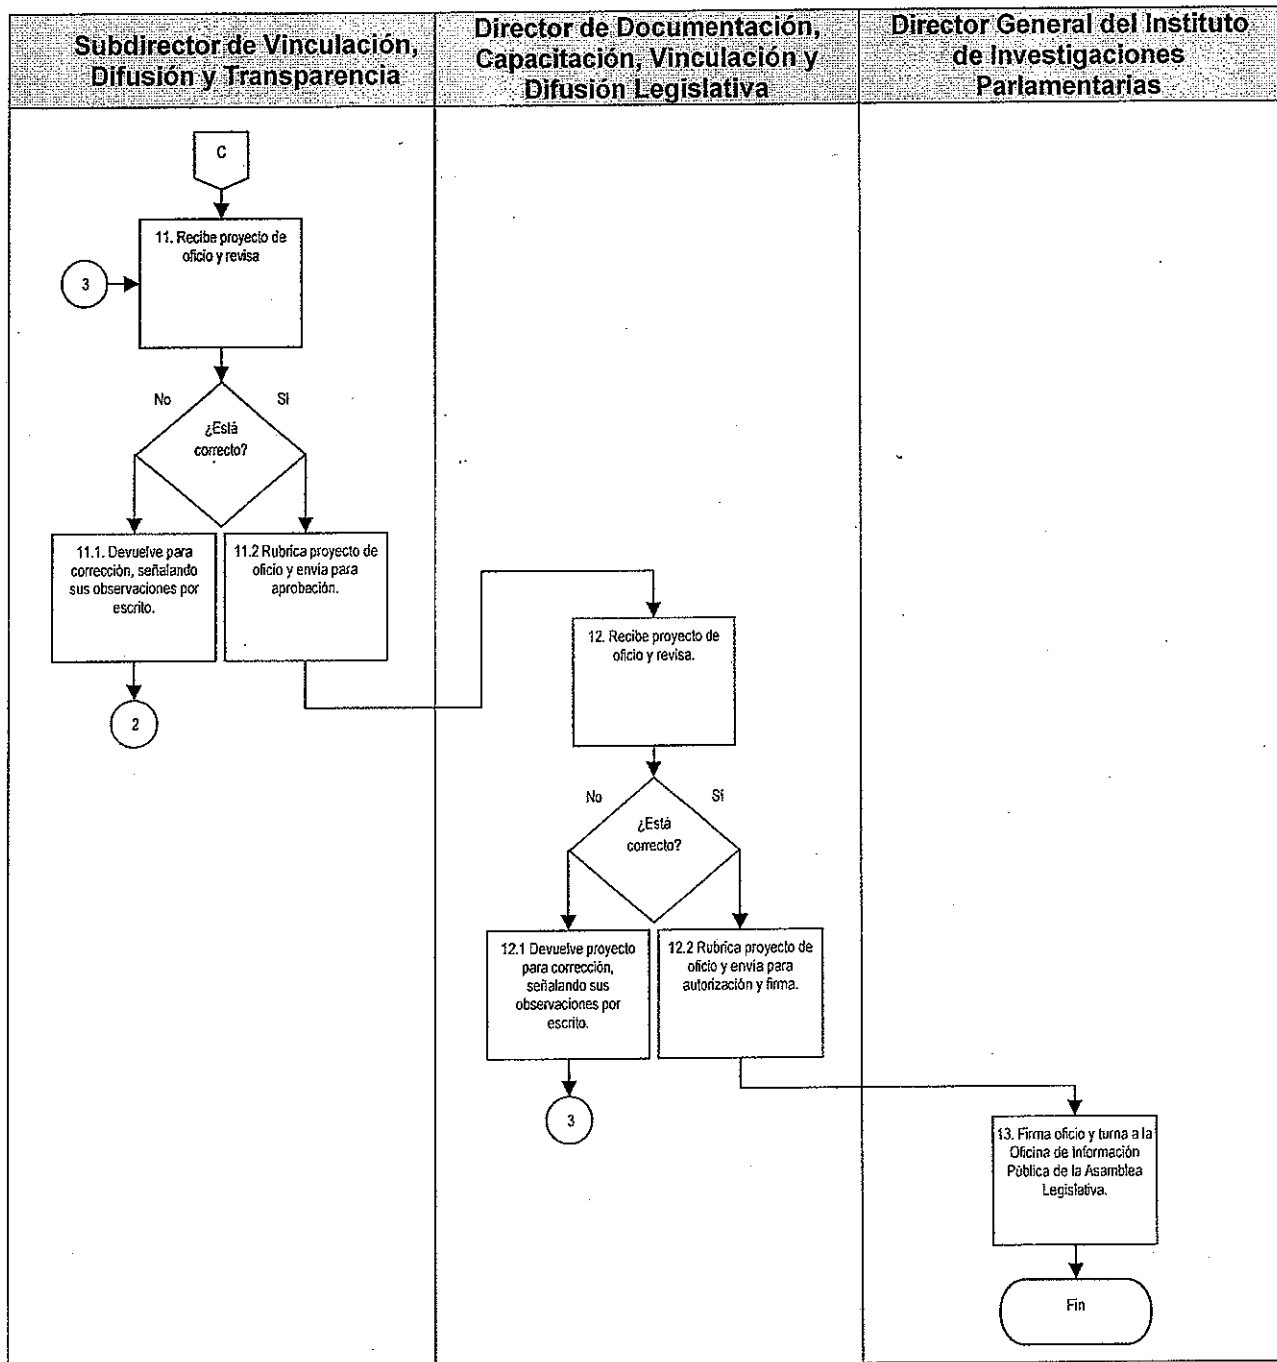 Subdirector de Vinculación,
Difusión y Transparencia
Director de Documentación,
Capacitación, Vinculación y
Difusión Legislativa
Director General del Instituto
de Investigaciones
Parlamentarias
C
11. Recibe proyecto de
oficio y revisa
3
No
Sí
¿Está
correcto?
11.1. Devuelve para
corrección, señalando
sus observaciones por
escrito.
11.2 Rubrica proyecto de
oficio y envía para
aprobación.
2
12. Recibe proyecto de
oficio y revisa.
No
Sí
¿Está
correcto?
12.1 Devuelve proyecto
para corrección,
señalando sus
observaciones por
escrito.
12.2 Rubrica proyecto de
oficio y envía para
autorización y firma.
3
13. Firma oficio y turna a la
Oficina de Información
Pública de la Asamblea
Legislativa.
Fin